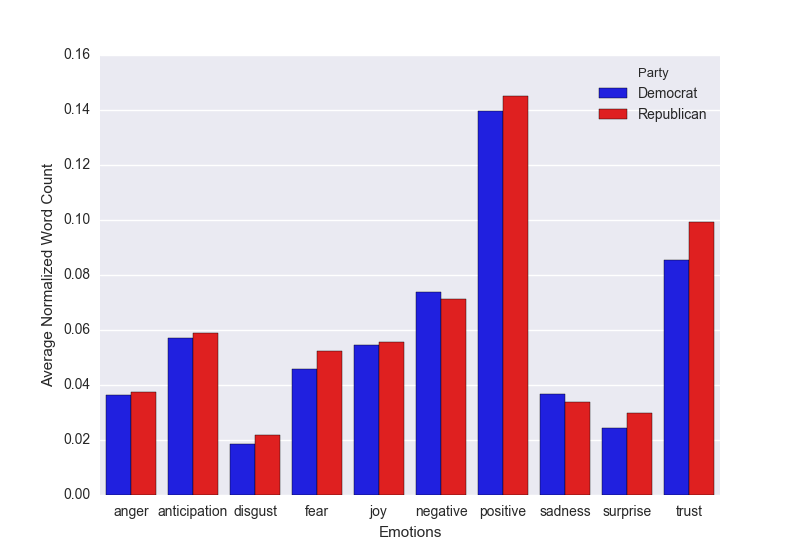 0.16
0.14
0.12
0.10
0.08
0.06
0.04
0.02
0.00
Average Normalized Word Count
Party
Democrat
Republican
anger anticipation disgust fear joy negative positive sadness surprise trust
Emotions